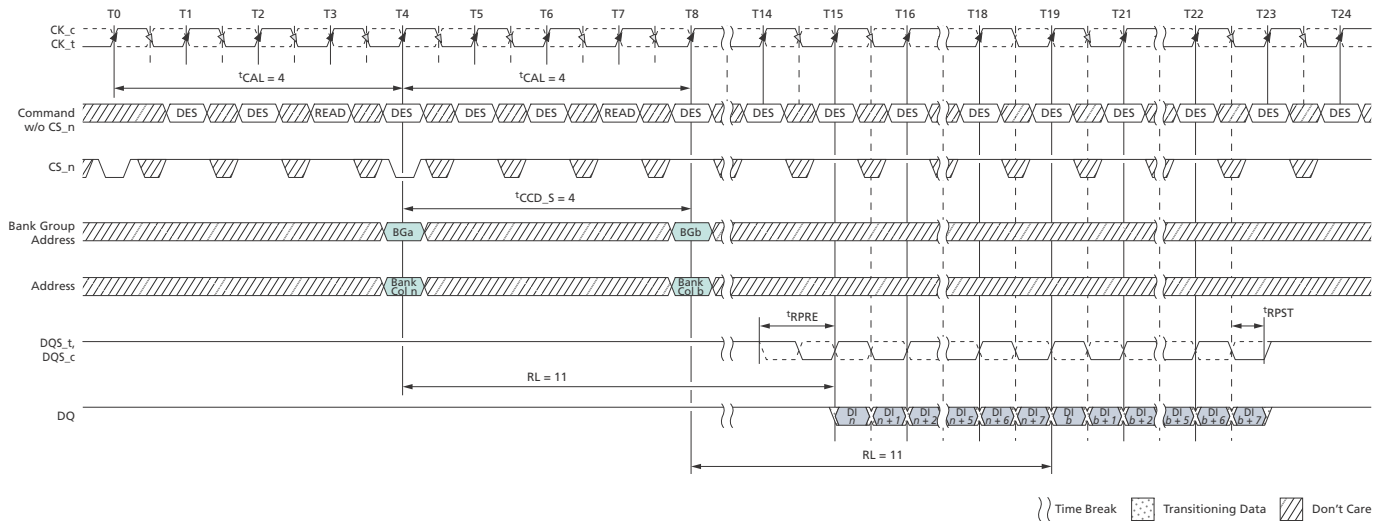 T0 T1 T2 T3 T4 T5 T6 T7 T8 T14 T15 T16 T18 T19 T21 T22 T23 T24
CK_c
CK_t
tCAL = 4 tCAL = 4
Command
w/o CS_n
DES DES READ DES DES DES READ DES DES DES DES DES DES DES DES DES DES
CS_n
tCCD_S = 4
Bank Group
Address
BGa BGb
Address
Bank
Col n
Bank
Col b
tRPRE tRPST
DQS_t,
DQS_c
RL = 11
DQ
DI DI DI DI DI DI DI DI DI DI DI DI
n n + 1 n + 2 n + 5 n + 6 n + 7 b b + 1 b + 2 b + 5 b + 6 b + 7
RL = 11
Time Break Transitioning Data Don't Care